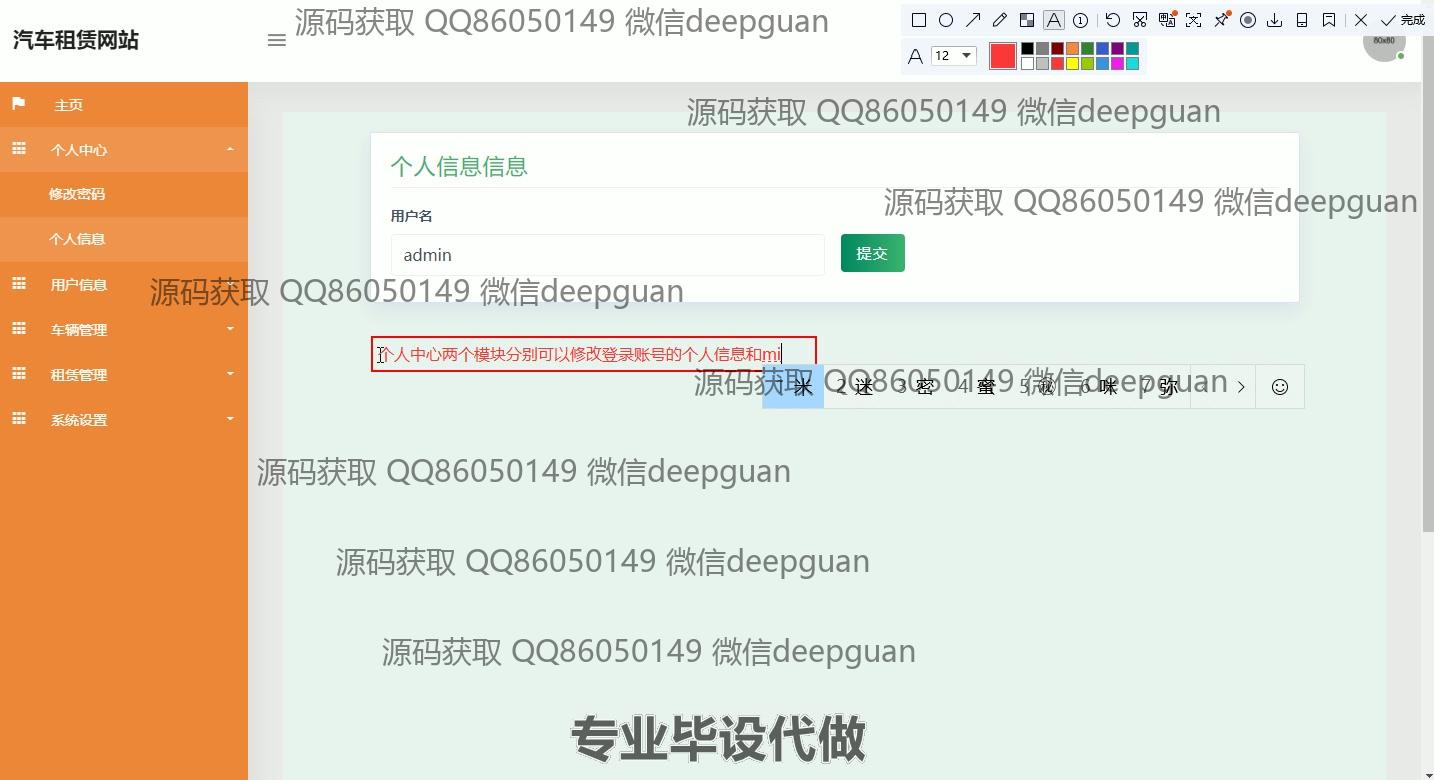 汽车租赁网站
源码获取 QQ86050149 微信deepguan
完成
12
80x80
主页
源码获取 QQ86050149 微信deepguan
个人中心
个人信息信息
修改密码
源码获取 QQ86050149 微信deepguan
用户名
个人信息
admin
提交
用户信息
源码获取 QQ86050149 微信deepguan
车辆管理
个人中心两个模块分别可以修改登录账号的个人信息和mi
租赁管理
源码获取 QQ86050149 微信deepguan
1 米 2 迷 3 密 4 蜜 5 秘 6 咪 7 弥
系统设置
源码获取 QQ86050149 微信deepguan
源码获取 QQ86050149 微信deepguan
源码获取 QQ86050149 微信deepguan
专业毕设代做